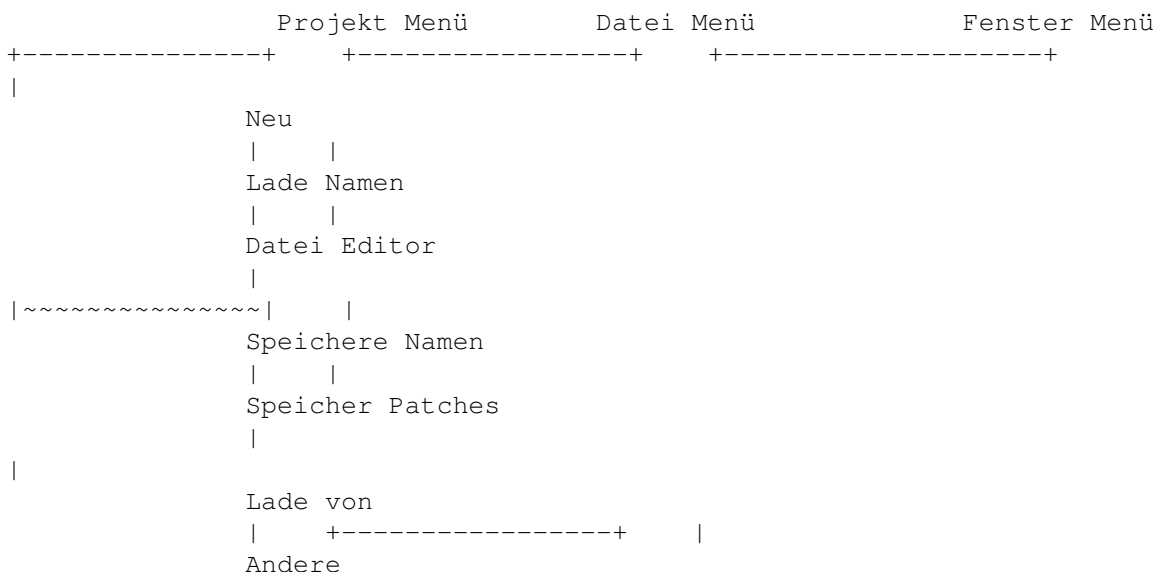 Projekt Menü Datei Menü Fenster Menü
+---------------+ +-----------------+ +--------------------+
|
Neu
| |
Lade Namen
| |
Datei Editor
|
|~~~~~~~~~~~~~~~| |
Speichere Namen
| |
Speicher Patches
|
|
Lade von
| +-----------------+ |
Andere